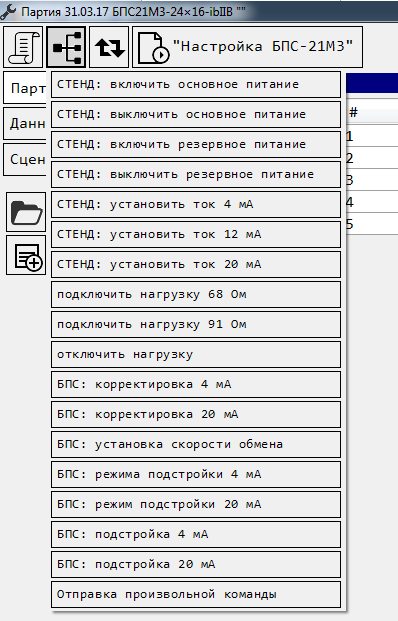 Партия 31.03.17 БПС21М3-24×16-ibIIB ""
"Настройка БПС-21М3"
Парт
Данн
Сцен
СТЕНД: включить основное питание
СТЕНД: выключить основное питание
СТЕНД: включить резервное питание
СТЕНД: выключить резервное питание
СТЕНД: установить ток 4 мА
СТЕНД: установить ток 12 мА
СТЕНД: установить ток 20 мА
подключить нагрузку 68 Ом
подключить нагрузку 91 Ом
отключить нагрузку
БПС: корректировка 4 мА
БПС: корректировка 20 мА
БПС: установка скорости обмена
БПС: режима подстройки 4 мА
БПС: режим подстройки 20 мА
БПС: подстройка 4 мА
БПС: подстройка 20 мА
Отправка произвольной команды
#
1
2
3
4
5